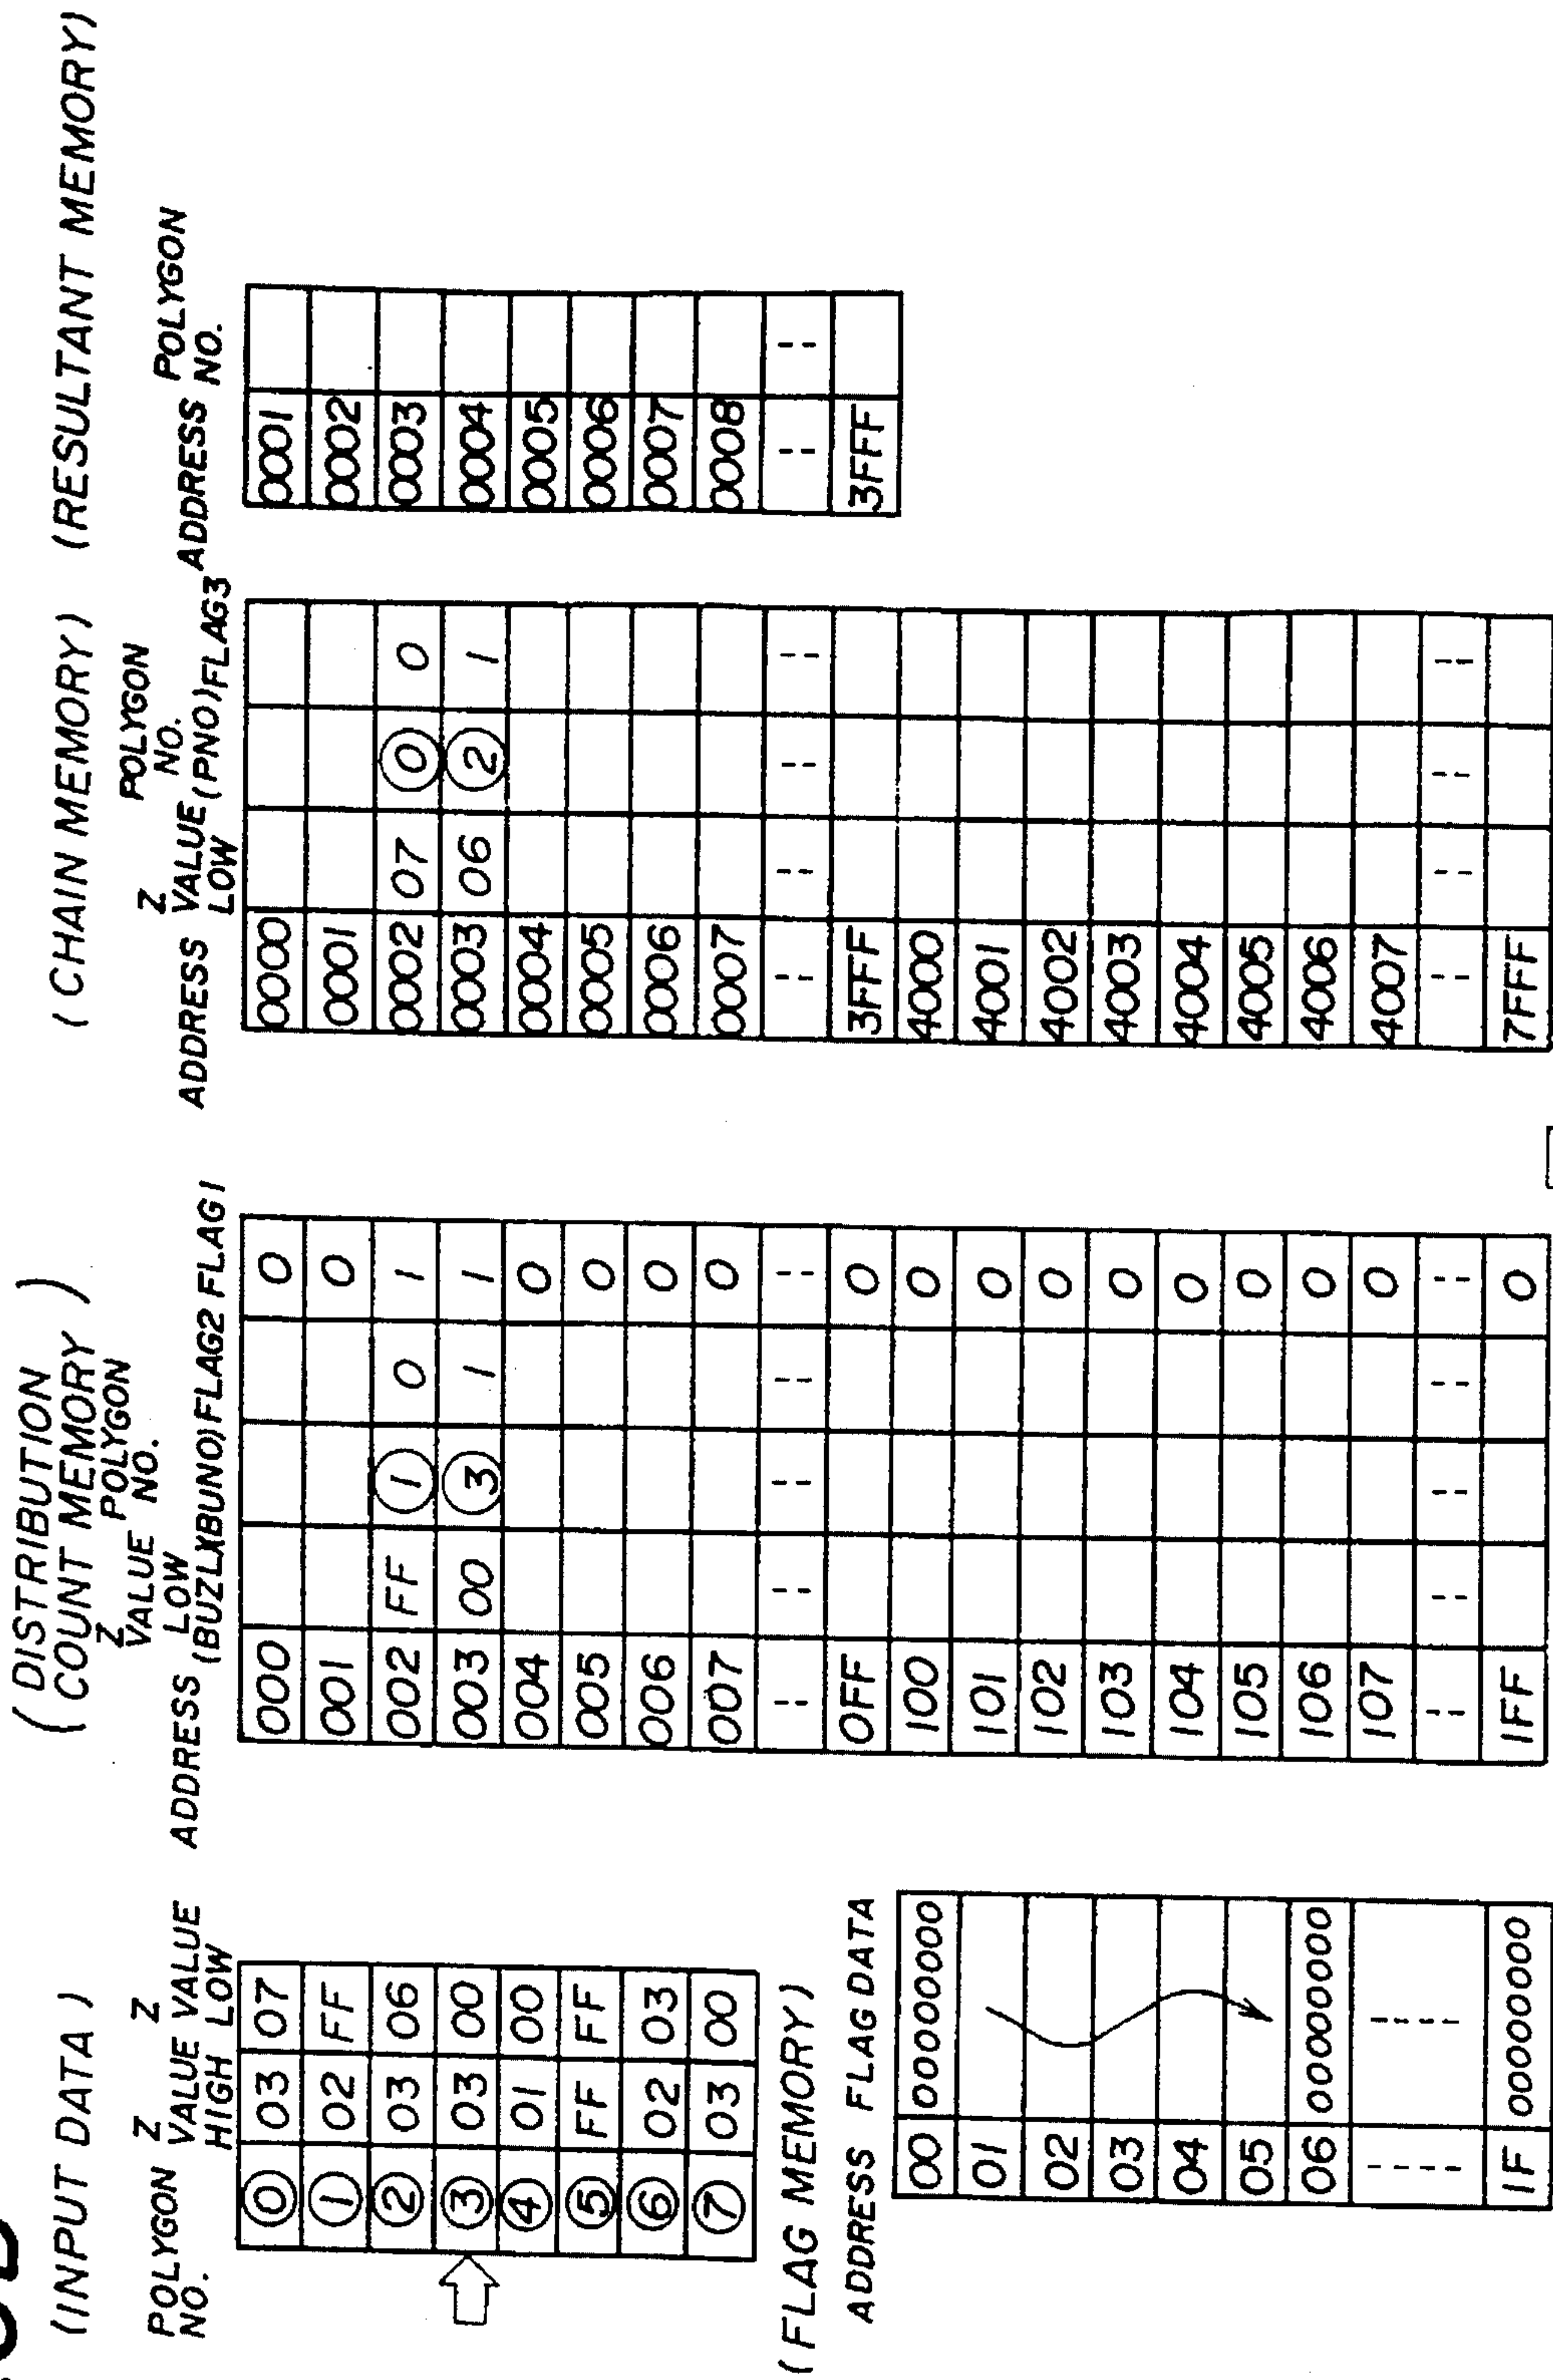 (INPUT DATA)
POLYGON NO. Z VALUE HIGH Z VALUE LOW
⓪ 03 07
① 02 FF
② 03 06
③ 03 00
④ 01 00
⑤ FF FF
⑥ 02 03
⑦ 03 00
(FLAG MEMORY)
ADDRESS FLAG DATA
00 00000000
01
02
03
04
05
06 00000000
---- ----
1F 00000000
(DISTRIBUTION COUNT MEMORY)
ADDRESS Z VALUE LOW (BUZL) POLYGON NO. (BUNO) FLAG2 FLAG1
000 0
001 0
002 FF ① 0 1
003 00 ③ 1 1
004 0
005 0
006 0
007 0
-- -- -- -- --
0FF 0
100 0
101 0
102 0
103 0
104 0
105 0
106 0
107 0
-- -- -- -- --
1FF 0
(CHAIN MEMORY)
ADDRESS Z VALUE LOW POLYGON NO. (PNO) FLAG3
0000
0001
0002 07 ⓪ 0
0003 06 ② 1
0004
0005
0006
0007
-- -- -- --
3FFF
4000
4001
4002
4003
4004
4005
4006
4007
-- -- -- --
7FFF
(RESULTANT MEMORY)
ADDRESS POLYGON NO.
0001
0002
0003
0004
0005
0006
0007
0008
-- --
3FFF